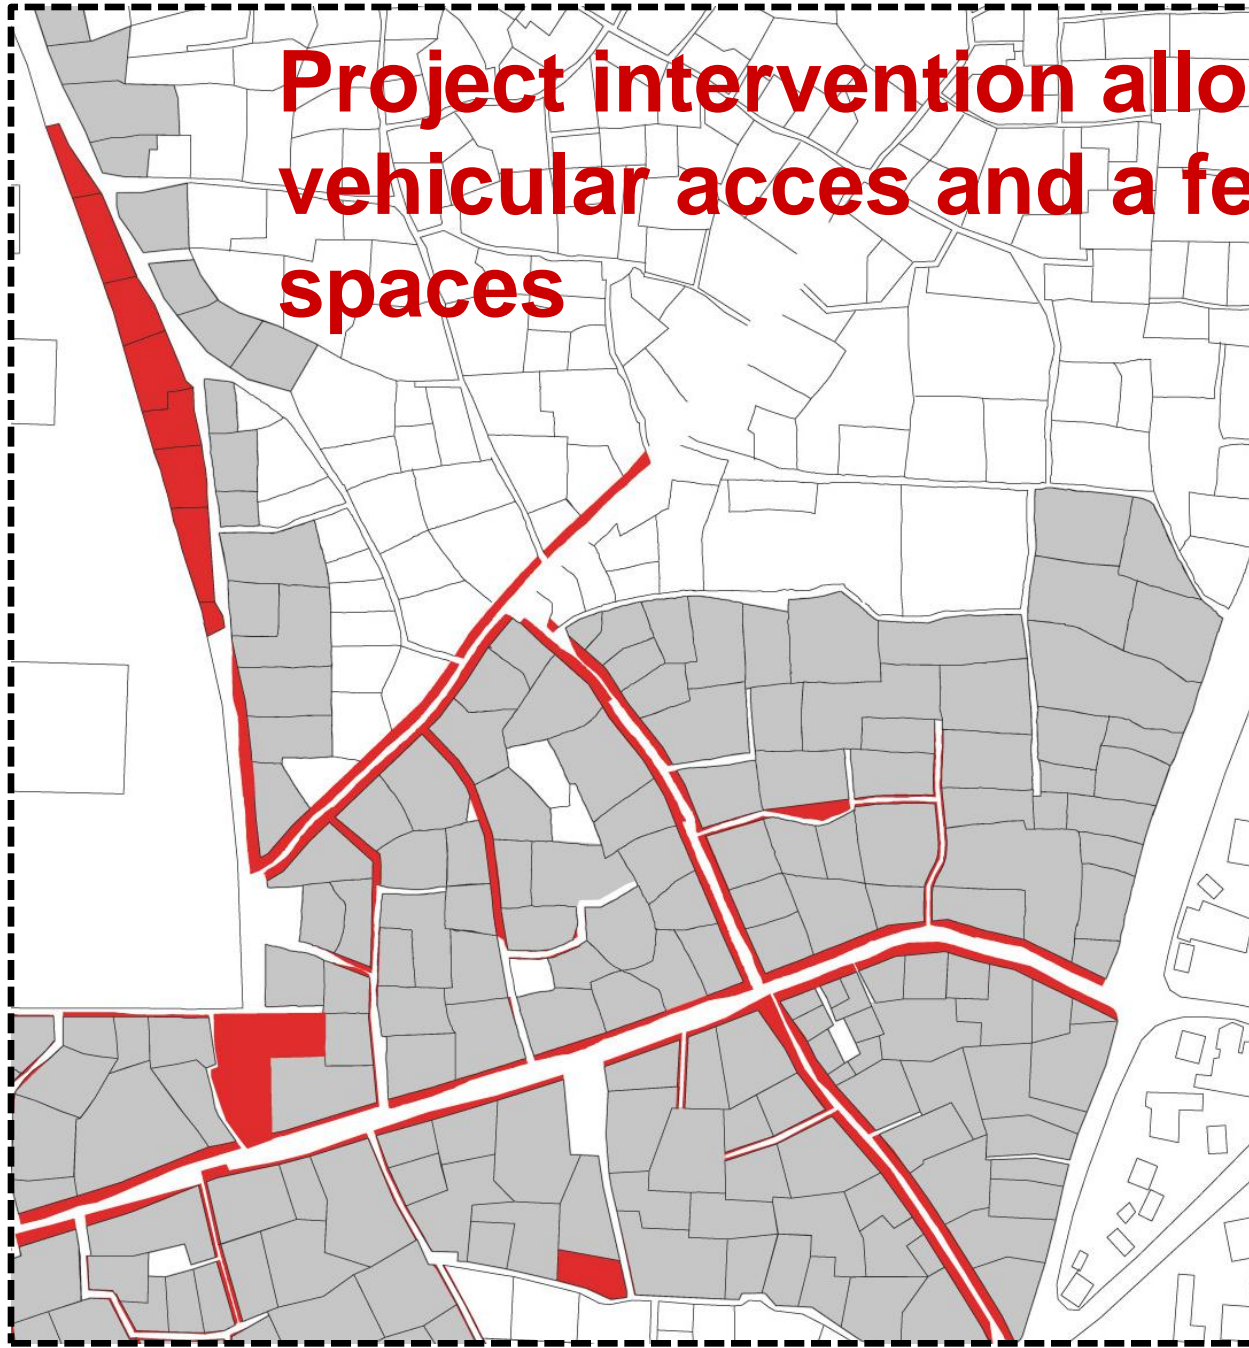 Project intervention allo
vehicular acces and a fe
spaces